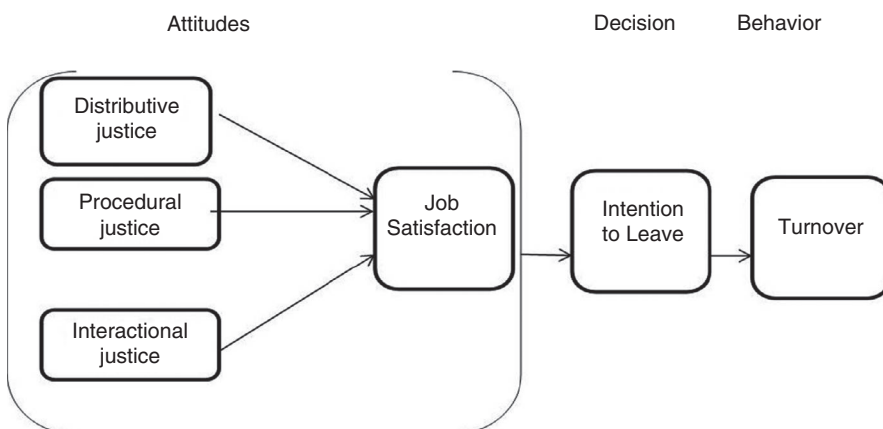 Attitudes
Decision
Behavior
Distributive
justice
Procedural
justice
Interactional
justice
Job
Satisfaction
Intention
to Leave
Turnover